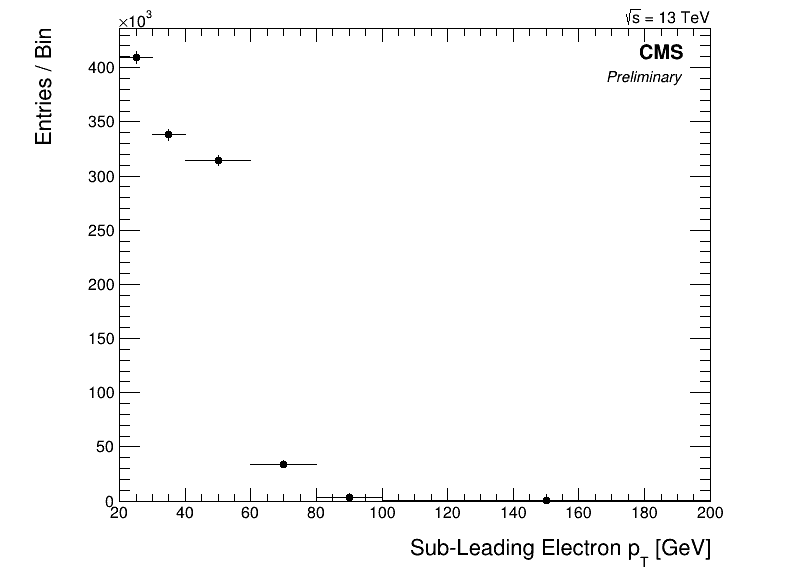 ×10³
√s = 13 TeV
CMS
Preliminary
Entries / Bin
400
350
300
250
200
150
100
50
0
20 40 60 80 100 120 140 160 180 200
Sub-Leading Electron p_T [GeV]